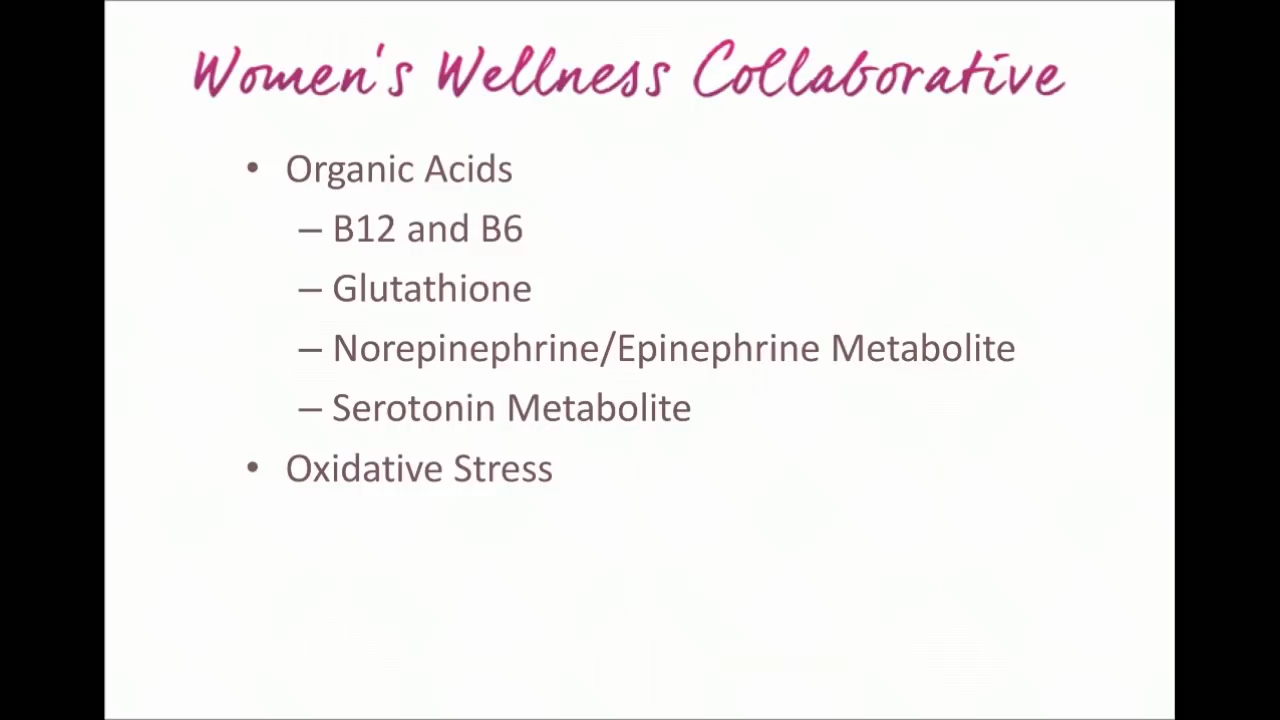 Women's Wellness Collaborative
• Organic Acids
– B12 and B6
– Glutathione
– Norepinephrine/Epinephrine Metabolite
– Serotonin Metabolite
• Oxidative Stress